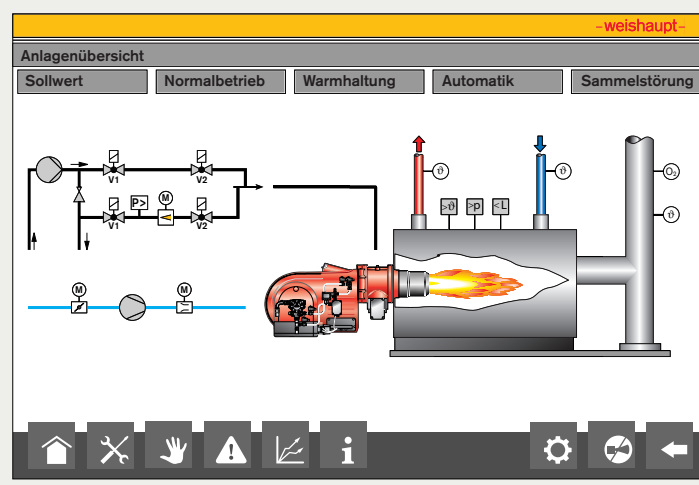 -weishaupt-
Anlagenübersicht
Sollwert
Normalbetrieb
Warmhaltung
Automatik
Sammelstörung
V1
V2
ϑ
ϑ
O₂
P>
M
>ϑ
>p
<L
V1
V2
ϑ
M
M
i